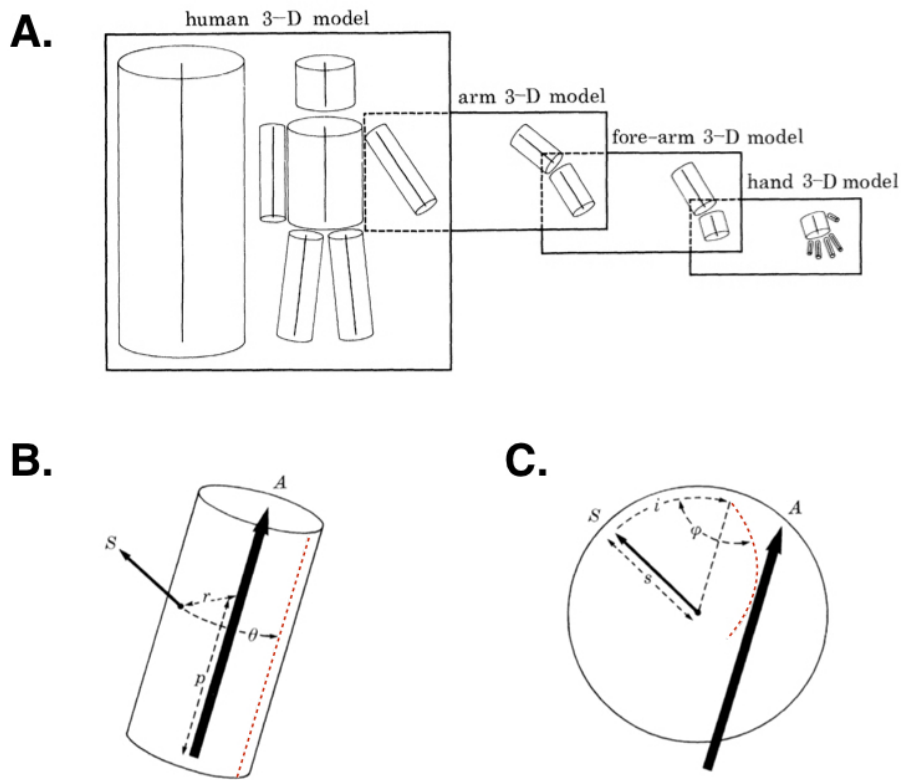 A.
human 3-D model
arm 3-D model
fore-arm 3-D model
hand 3-D model
B.
A
S
r
θ
p
C.
S
i
A
φ
s